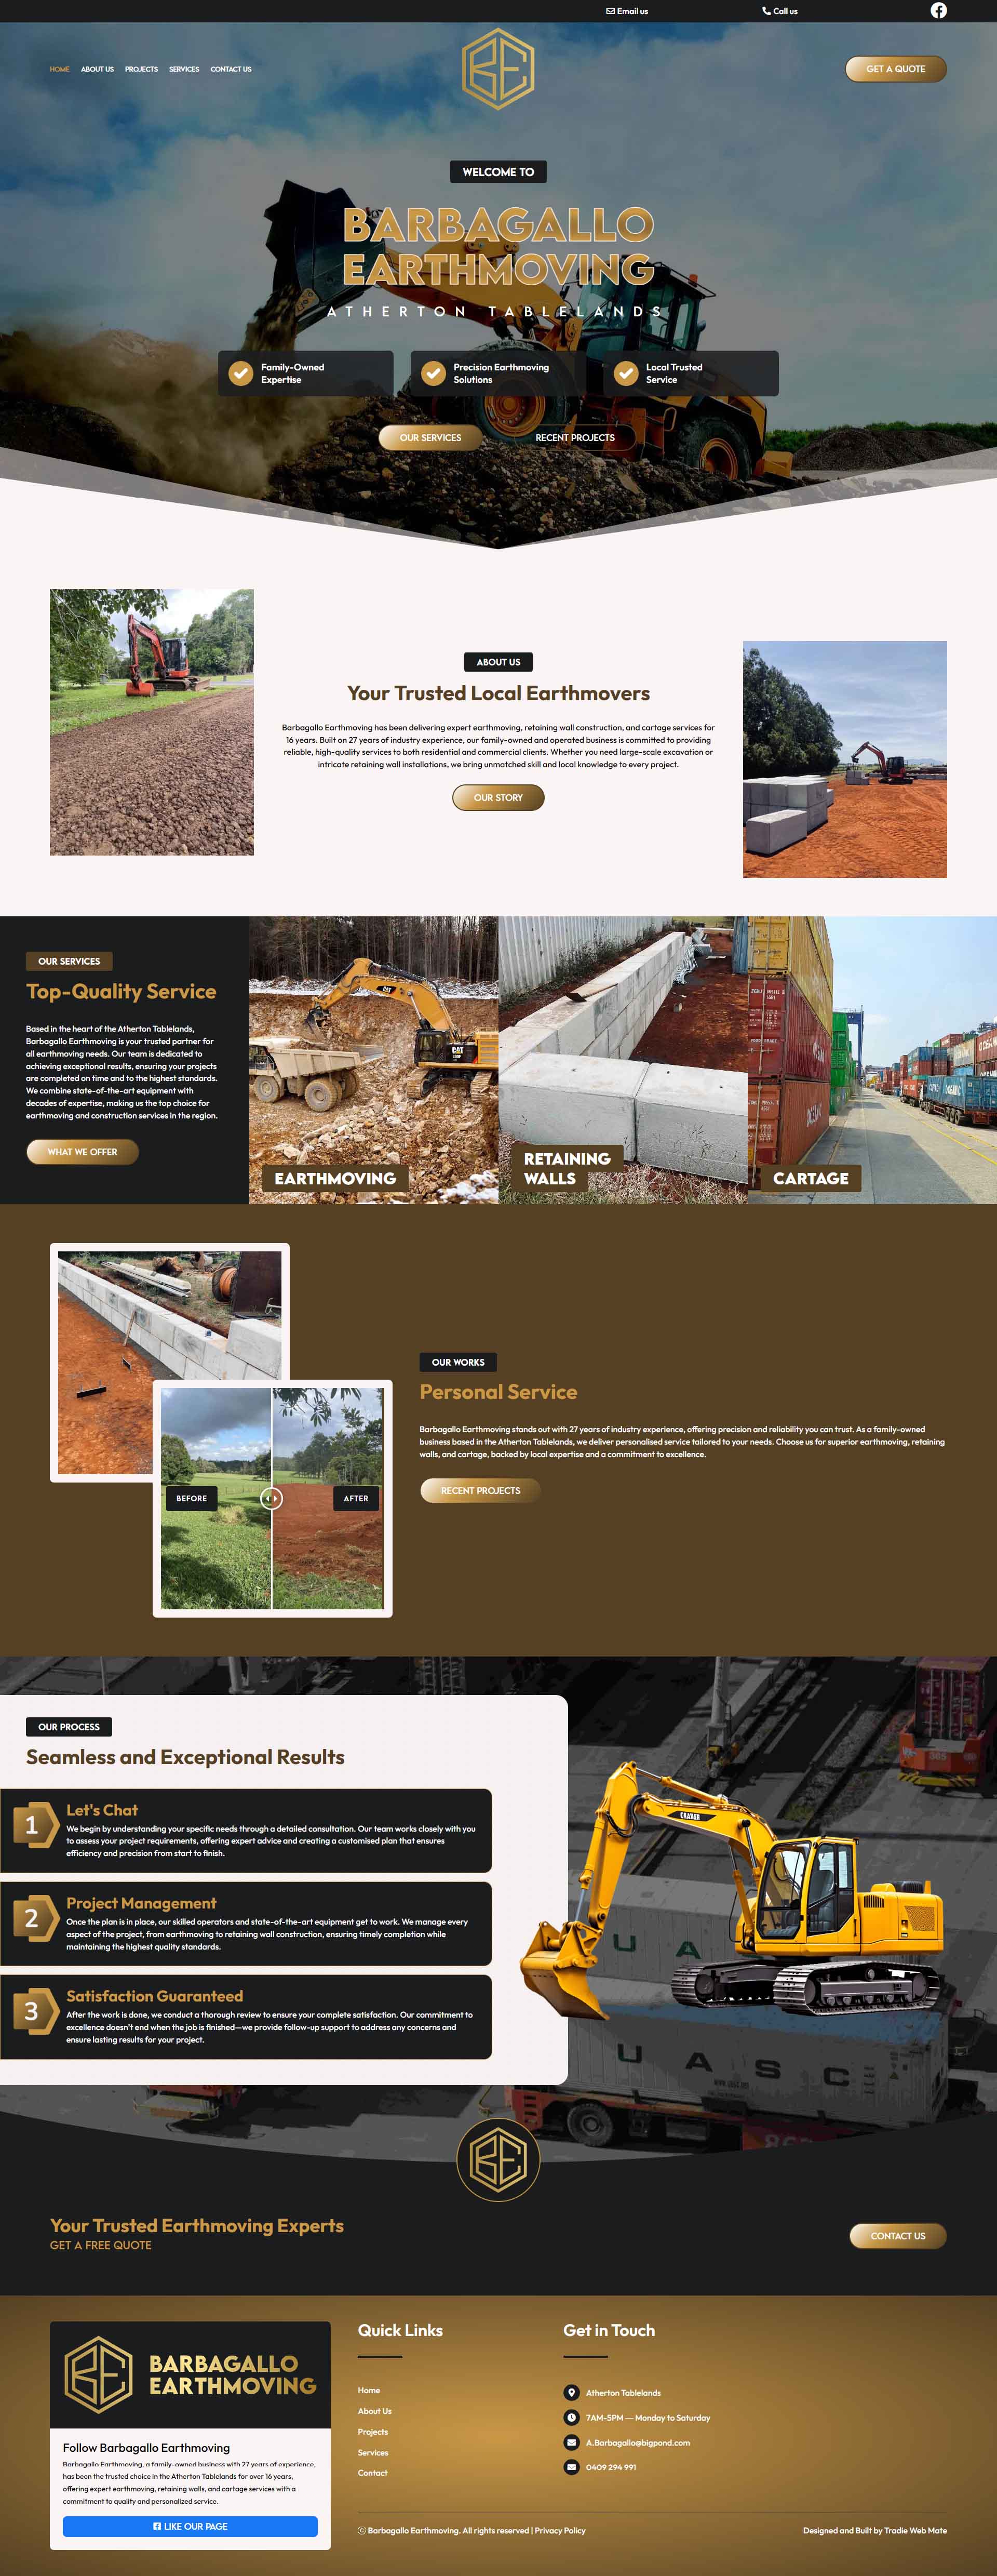 Email us
Call us
HOME ABOUT US PROJECTS SERVICES CONTACT US
BE
GET A QUOTE
WELCOME TO
BARBAGALLO
EARTHMOVING
ATHERTON TABLELANDS
Family-Owned
Expertise
Precision Earthmoving
Solutions
Local Trusted
Service
OUR SERVICES
RECENT PROJECTS
ABOUT US
Your Trusted Local Earthmovers
Barbagallo Earthmoving has been delivering expert earthmoving, retaining wall construction, and cartage services for
16 years. Built on 27 years of industry experience, our family-owned and operated business is committed to providing
reliable, high-quality services to both residential and commercial clients. Whether you need large-scale excavation or
intricate retaining wall installations, we bring unmatched skill and local knowledge to every project.
OUR STORY
OUR SERVICES
Top-Quality Service
Based in the heart of the Atherton Tablelands,
Barbagallo Earthmoving is your trusted partner for
all earthmoving needs. Our team is dedicated to
achieving exceptional results, ensuring your projects
are completed on time and to the highest standards.
We combine state-of-the-art equipment with
decades of expertise, making us the top choice for
earthmoving and construction services in the region.
WHAT WE OFFER
CAT
CAT
EARTHMOVING
RETAINING
WALLS
CARTAGE
OUR WORKS
Personal Service
Barbagallo Earthmoving stands out with 27 years of industry experience, offering precision and reliability you can trust. As a family-owned
business based in the Atherton Tablelands, we deliver personalised service tailored to your needs. Choose us for superior earthmoving, retaining
walls, and cartage, backed by local expertise and a commitment to excellence.
RECENT PROJECTS
BEFORE
AFTER
OUR PROCESS
Seamless and Exceptional Results
1
Let's Chat
We begin by understanding your specific needs through a detailed consultation. Our team works closely with you
to assess your project requirements, offering expert advice and creating a customised plan that ensures
efficiency and precision from start to finish.
2
Project Management
Once the plan is in place, our skilled operators and state-of-the-art equipment get to work. We manage every
aspect of the project, from earthmoving to retaining wall construction, ensuring timely completion while
maintaining the highest quality standards.
3
Satisfaction Guaranteed
After the work is done, we conduct a thorough review to ensure your complete satisfaction. Our commitment to
excellence doesn't end when the job is finished—we provide follow-up support to address any concerns and
ensure lasting results for your project.
CRAVER
U A
U A S C
BE
Your Trusted Earthmoving Experts
GET A FREE QUOTE
CONTACT US
BE
BARBAGALLO
EARTHMOVING
Follow Barbagallo Earthmoving
Barbagallo Earthmoving, a family-owned business with 27 years of experience,
has been the trusted choice in the Atherton Tablelands for over 16 years,
offering expert earthmoving, retaining walls, and cartage services with a
commitment to quality and personalized service.
LIKE OUR PAGE
Quick Links
Home
About Us
Projects
Services
Contact
Get in Touch
Atherton Tablelands
7AM-5PM — Monday to Saturday
A.Barbagallo@bigpond.com
0409 294 991
© Barbagallo Earthmoving. All rights reserved | Privacy Policy
Designed and Built by Tradie Web Mate